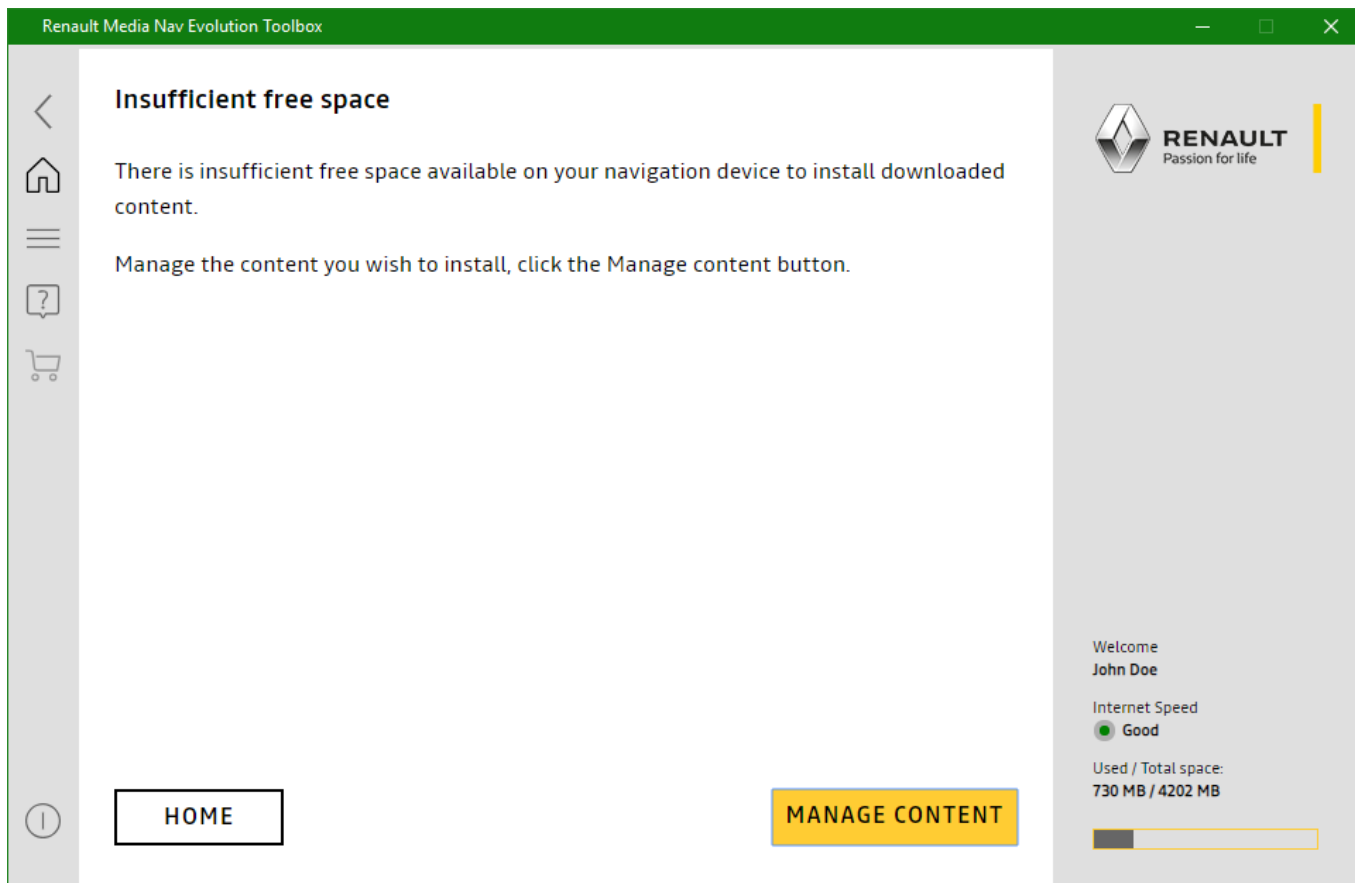 Renault Media Nav Evolution Toolbox
Insufficient free space
There is insufficient free space available on your navigation device to install downloaded
content.
Manage the content you wish to install, click the Manage content button.
HOME
MANAGE CONTENT
RENAULT
Passion for life
Welcome
John Doe
Internet Speed
Good
Used / Total space:
730 MB / 4202 MB